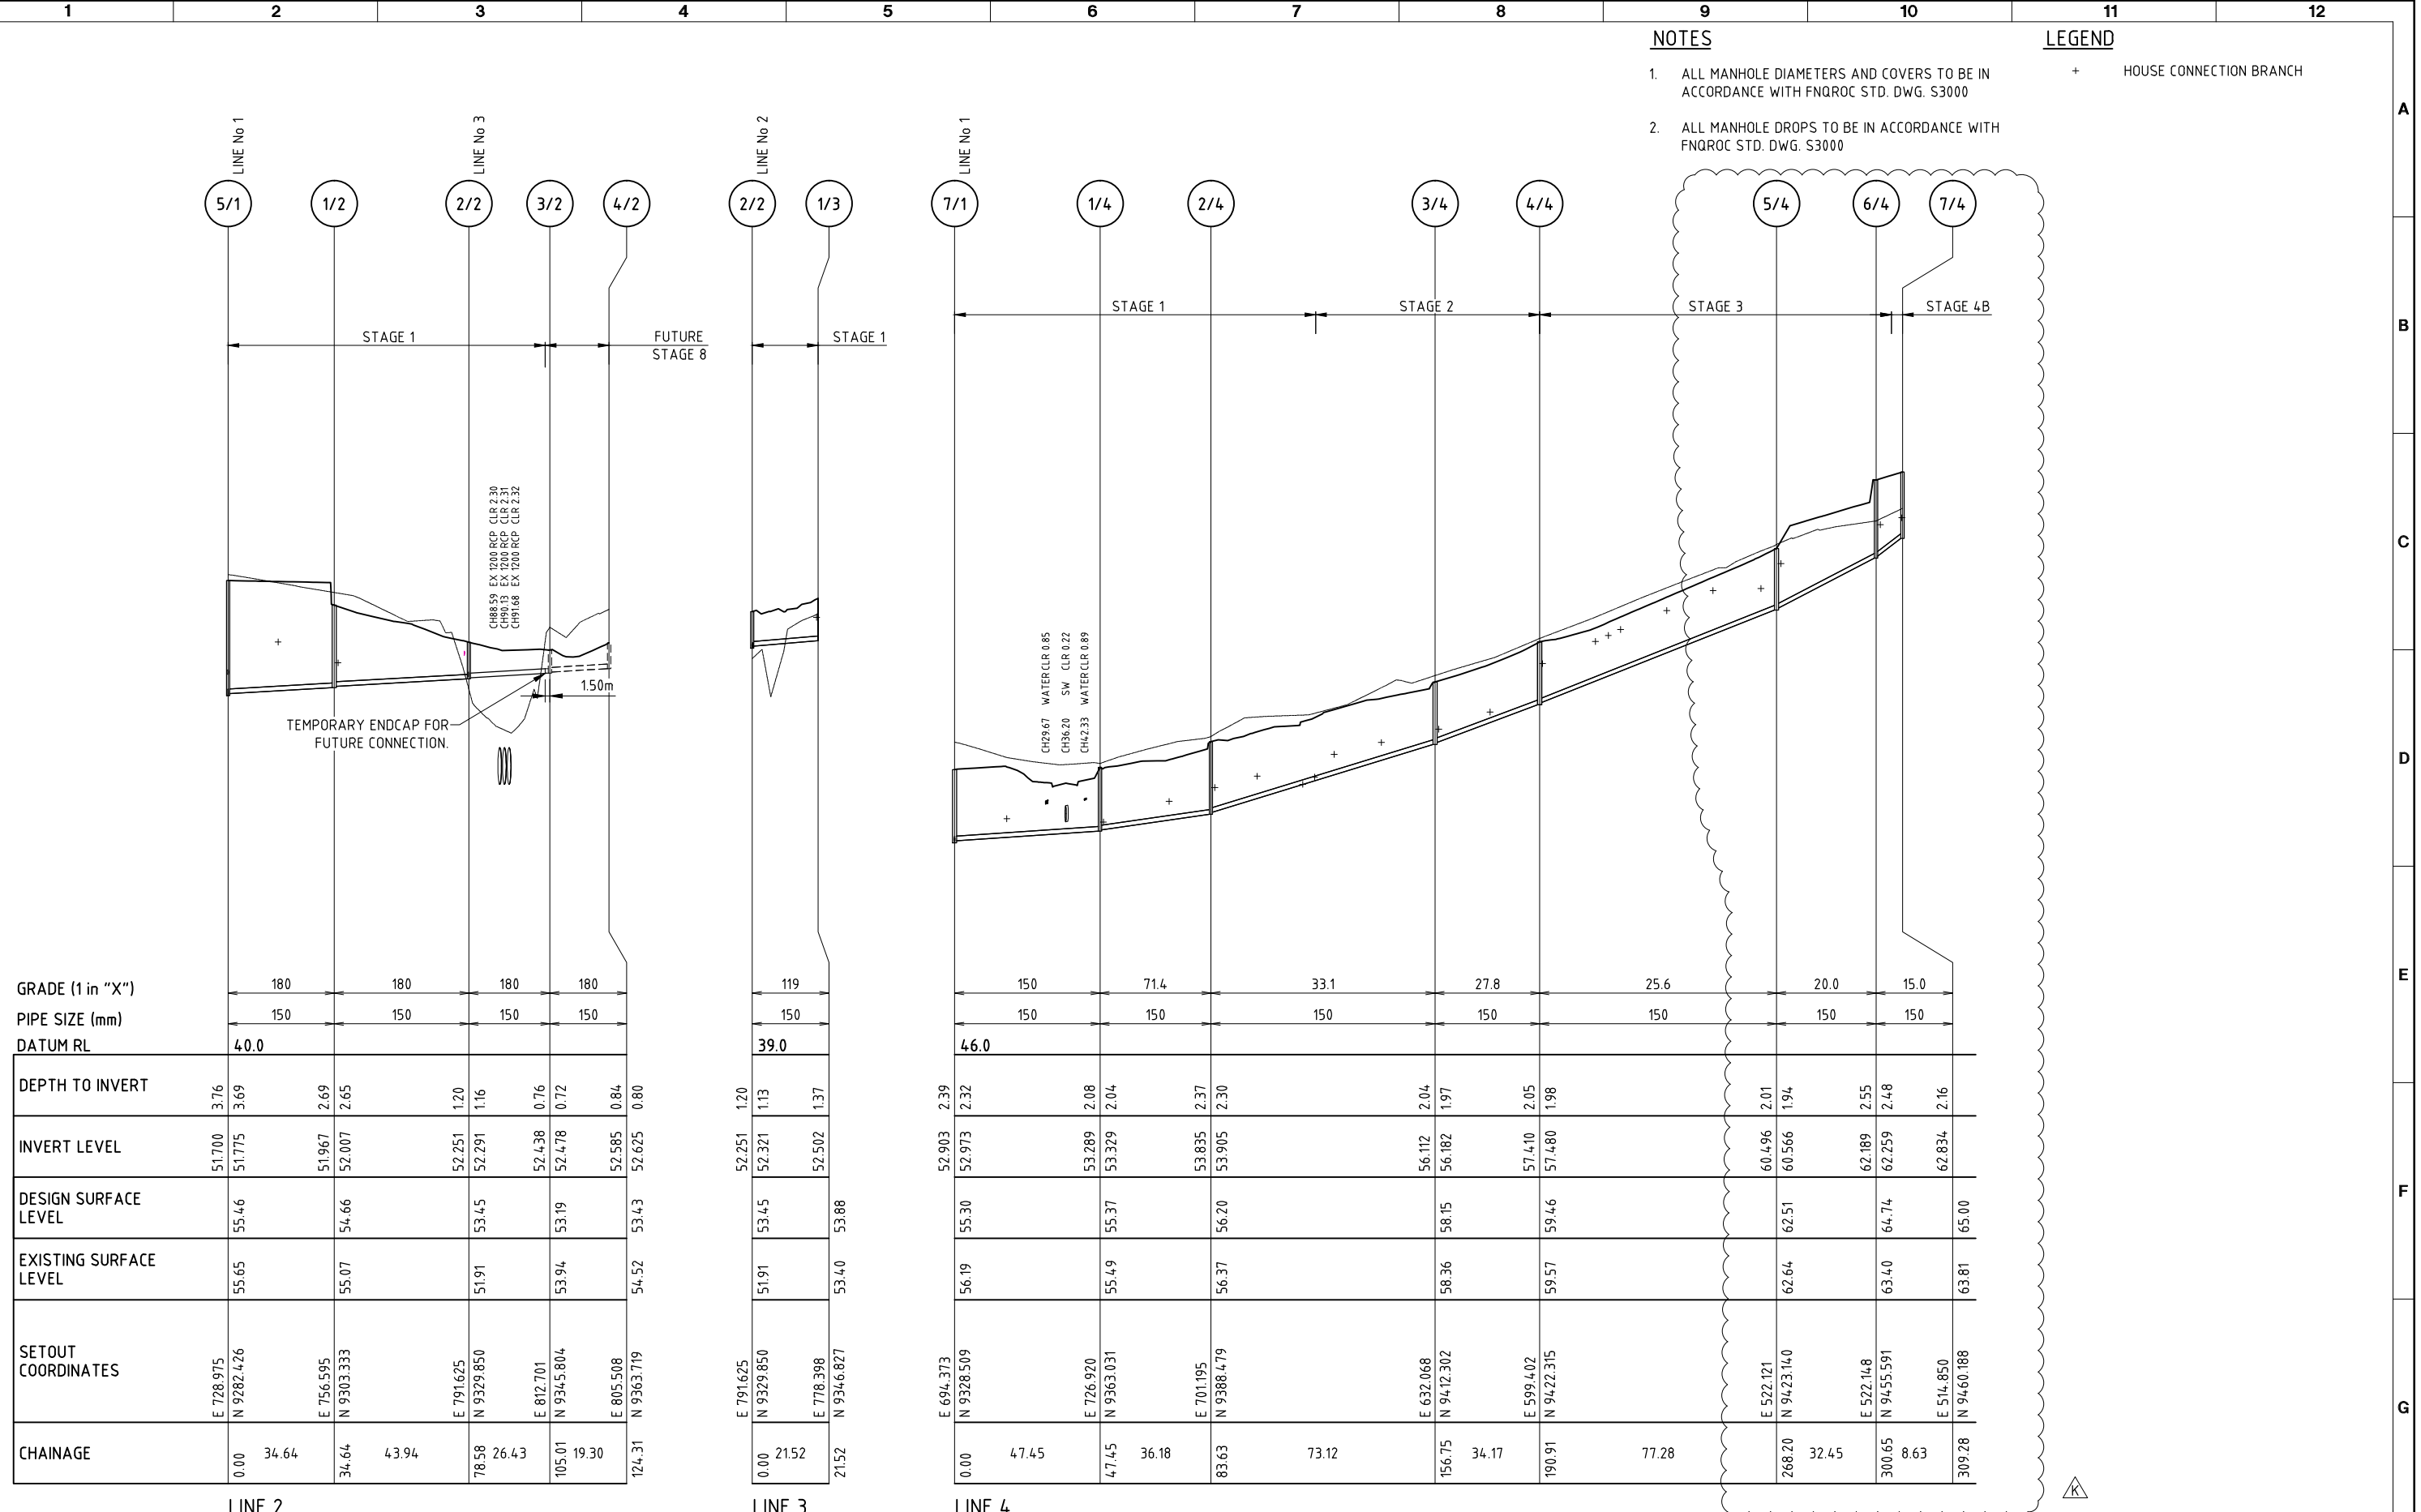 1 2 3 4 5 6 7 8 9 10 11 12
NOTES
1. ALL MANHOLE DIAMETERS AND COVERS TO BE IN
ACCORDANCE WITH FNQROC STD. DWG. S3000
2. ALL MANHOLE DROPS TO BE IN ACCORDANCE WITH
FNQROC STD. DWG. S3000
LEGEND
+ HOUSE CONNECTION BRANCH
A
B
C
D
E
F
G
LINE No 1
LINE No 3
LINE No 2
LINE No 1
5/1 1/2 2/2 3/2 4/2 2/2 1/3 7/1 1/4 2/4 3/4 4/4 5/4 6/4 7/4
STAGE 1 STAGE 2 STAGE 3 STAGE 4B
STAGE 1 FUTURE STAGE 1
STAGE 8
CH88.59 EX 1200 RCP CLR 2.30
CH90.13 EX 1200 RCP CLR 2.31
CH91.68 EX 1200 RCP CLR 2.32
1.50m
TEMPORARY ENDCAP FOR
FUTURE CONNECTION.
CH29.67 WATER CLR 0.85
CH36.20 SW CLR 0.22
CH42.33 WATER CLR 0.89
GRADE (1 in "X") 180 180 180 180 119 150 71.4 33.1 27.8 25.6 20.0 15.0
PIPE SIZE (mm) 150 150 150 150 150 150 150 150 150 150 150 150
DATUM RL 40.0 39.0 46.0
DEPTH TO INVERT 3.76 3.69 2.69 2.65 1.20 1.16 0.76 0.72 0.84 0.80 1.20 1.13 1.37 2.39 2.32 2.08 2.04 2.37 2.30 2.04 1.97 2.05 1.98 2.01 1.94 2.55 2.48 2.16
INVERT LEVEL 51.700 51.775 51.967 52.007 52.251 52.291 52.438 52.478 52.585 52.625 52.251 52.321 52.502 52.903 52.973 53.289 53.329 53.835 53.905 56.112 56.182 57.410 57.480 60.496 60.566 62.189 62.259 62.834
DESIGN SURFACE
LEVEL 55.46 54.66 53.45 53.19 53.43 53.45 53.88 55.30 55.37 56.20 58.15 59.46 62.51 64.74 65.00
EXISTING SURFACE
LEVEL 55.65 55.07 51.91 53.94 54.52 51.91 53.40 56.19 55.49 56.37 58.36 59.57 62.64 63.40 63.81
SETOUT
COORDINATES
E 728.975 N 9282.426
E 756.595 N 9303.333
E 791.625 N 9329.850
E 812.701 N 9345.804
E 805.508 N 9363.719
E 791.625 N 9329.850
E 778.398 N 9346.827
E 694.373 N 9328.509
E 726.920 N 9363.031
E 701.195 N 9388.479
E 632.068 N 9412.302
E 599.402 N 9422.315
E 522.121 N 9423.140
E 522.148 N 9455.591
E 514.850 N 9460.188
CHAINAGE 0.00 34.64 34.64 43.94 78.58 26.43 105.01 19.30 124.31 0.00 21.52 21.52 0.00 47.45 47.45 36.18 83.63 73.12 156.75 34.17 190.91 77.28 268.20 32.45 300.65 8.63 309.28
K
LINE 2 LINE 3 LINE 4